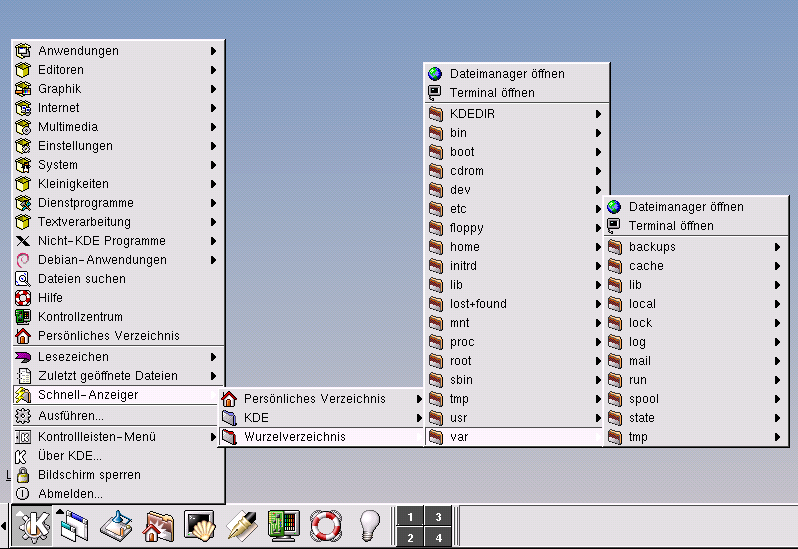 Anwendungen
Editoren
Graphik
Internet
Multimedia
Einstellungen
System
Kleinigkeiten
Dienstprogramme
Textverarbeitung
Nicht-KDE Programme
Debian-Anwendungen
Dateien suchen
Hilfe
Kontrollzentrum
Persönliches Verzeichnis
Lesezeichen
Zuletzt geöffnete Dateien
Schnell-Anzeiger
Ausführen...
Kontrollleisten-Menü
Über KDE...
L
Bildschirm sperren
Abmelden...
Persönliches Verzeichnis
KDE
Wurzelverzeichnis
Dateimanager öffnen
Terminal öffnen
KDEDIR
bin
boot
cdrom
dev
etc
floppy
home
initrd
lib
lost+found
mnt
proc
root
sbin
tmp
usr
var
Dateimanager öffnen
Terminal öffnen
backups
cache
lib
local
lock
log
mail
run
spool
state
tmp
K
1 3
2 4